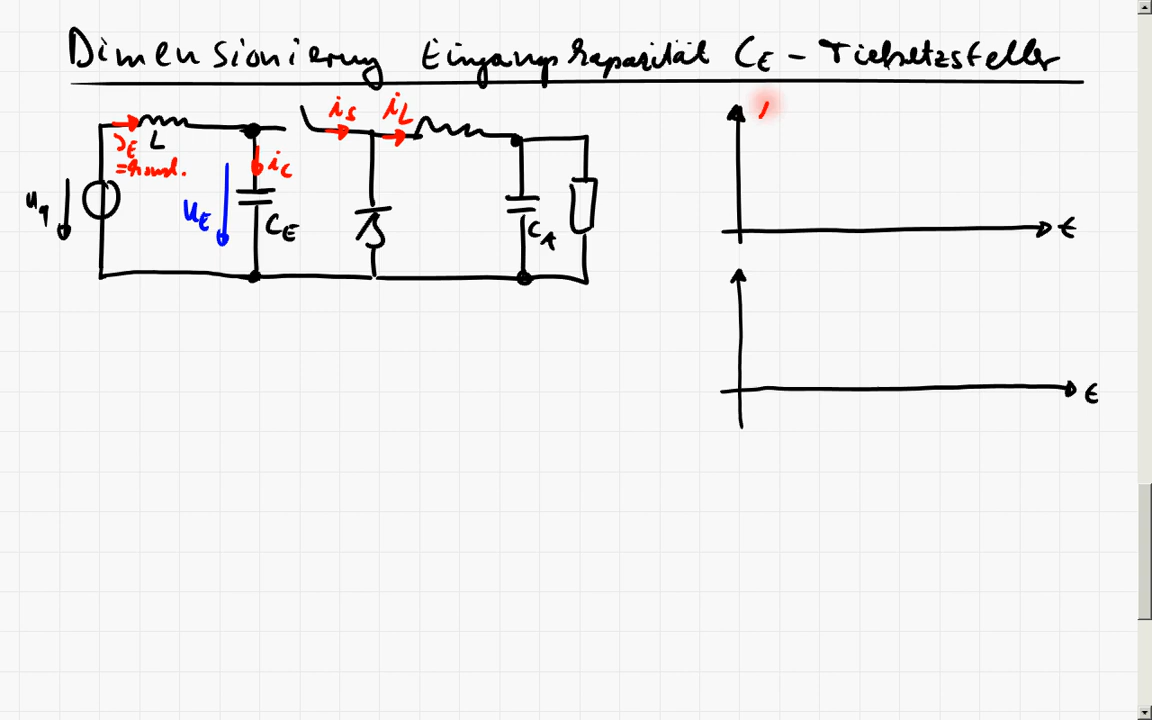 Dimensionierung Eingangskapazität C_E - Tiefsetzsteller
i_S i_L
I_E
= konst.
L
i_C
u_q
u_E
C_E
C_A
t
t